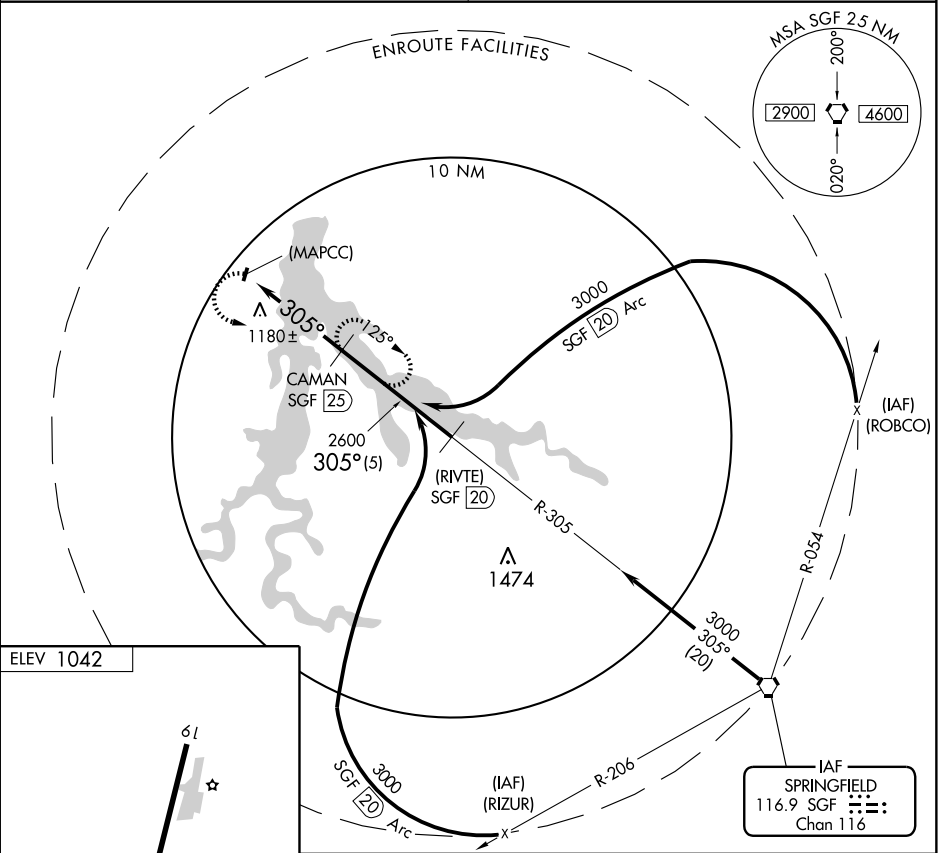 ENROUTE FACILITIES
MSA SGF 25 NM
200°
2900
4600
020°
10 NM
(MAPCC)
305°
1180±
125°
CAMAN
SGF 25
2600
305° (5)
3000
SGF 20 Arc
(IAF)
(ROBCO)
(RIVTE)
SGF 20
R-305
R-054
1474
3000
305°
(20)
ELEV 1042
19
3000
SGF 20 Arc
(IAF)
(RIZUR)
R-206
IAF
SPRINGFIELD
116.9 SGF
Chan 116